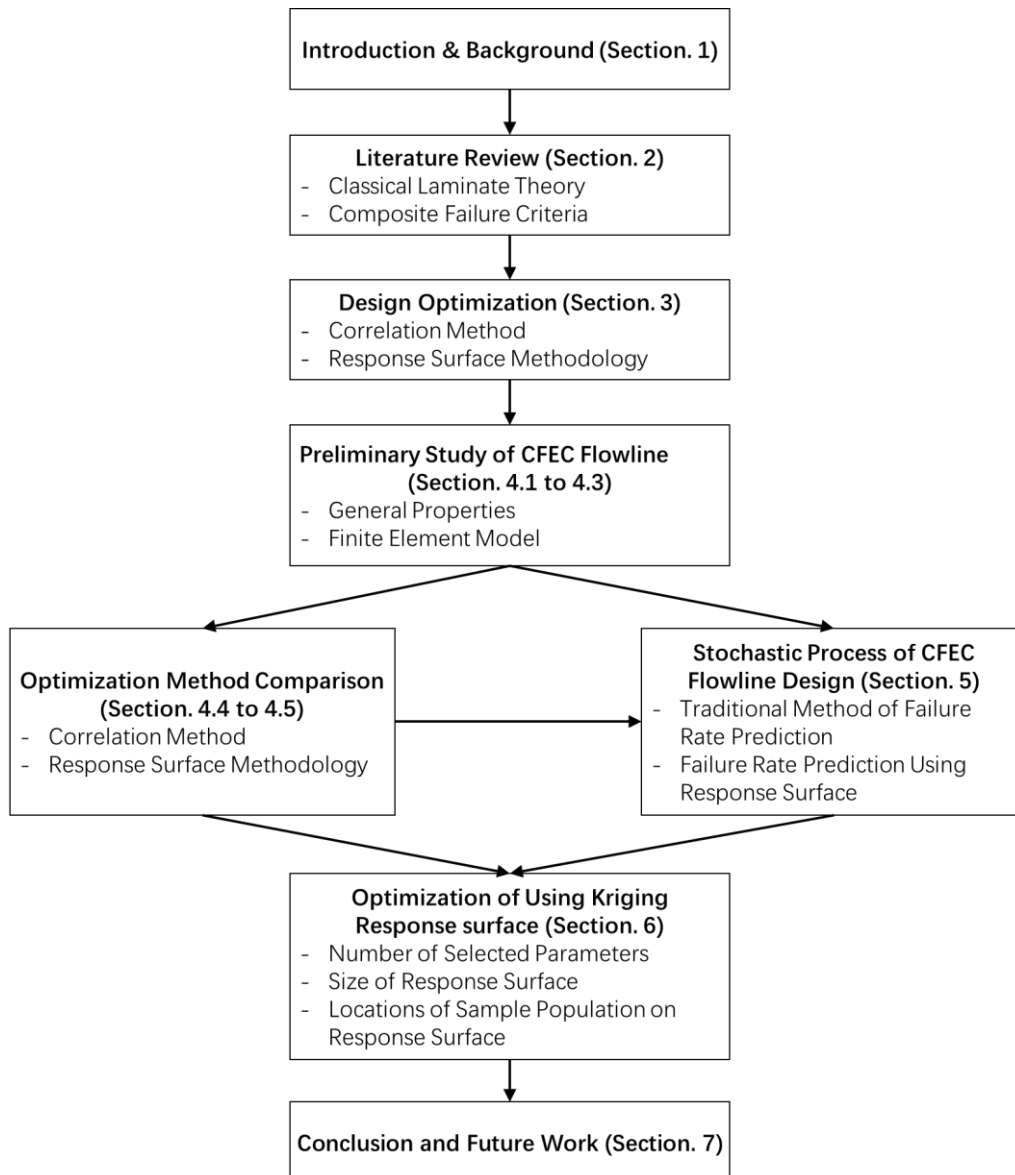 Introduction & Background (Section. 1)
Literature Review (Section. 2)
- Classical Laminate Theory
- Composite Failure Criteria
Design Optimization (Section. 3)
- Correlation Method
- Response Surface Methodology
Preliminary Study of CFEC Flowline
(Section. 4.1 to 4.3)
- General Properties
- Finite Element Model
Optimization Method Comparison
(Section. 4.4 to 4.5)
- Correlation Method
- Response Surface Methodology
Stochastic Process of CFEC
Flowline Design (Section. 5)
- Traditional Method of Failure
Rate Prediction
- Failure Rate Prediction Using
Response Surface
Optimization of Using Kriging
Response surface (Section. 6)
- Number of Selected Parameters
- Size of Response Surface
- Locations of Sample Population on
Response Surface
Conclusion and Future Work (Section. 7)